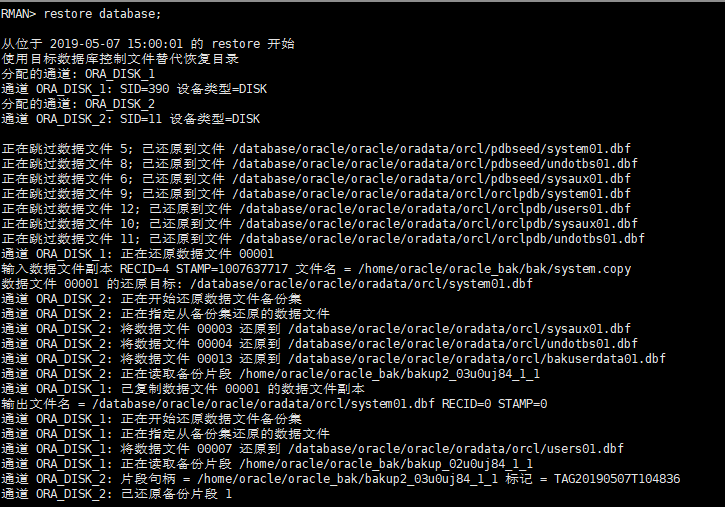 RMAN> restore database;
从位于 2019-05-07 15:00:01 的 restore 开始
使用目标数据库控制文件替代恢复目录
分配的通道: ORA_DISK_1
通道 ORA_DISK_1: SID=390 设备类型=DISK
分配的通道: ORA_DISK_2
通道 ORA_DISK_2: SID=11 设备类型=DISK
正在跳过数据文件 5; 已还原到文件 /database/oracle/oracle/oradata/orcl/pdbseed/system01.dbf
正在跳过数据文件 8; 已还原到文件 /database/oracle/oracle/oradata/orcl/pdbseed/undotbs01.dbf
正在跳过数据文件 6; 已还原到文件 /database/oracle/oracle/oradata/orcl/pdbseed/sysaux01.dbf
正在跳过数据文件 9; 已还原到文件 /database/oracle/oracle/oradata/orcl/orclpdb/system01.dbf
正在跳过数据文件 12; 已还原到文件 /database/oracle/oracle/oradata/orcl/orclpdb/users01.dbf
正在跳过数据文件 10; 已还原到文件 /database/oracle/oracle/oradata/orcl/orclpdb/sysaux01.dbf
正在跳过数据文件 11; 已还原到文件 /database/oracle/oracle/oradata/orcl/orclpdb/undotbs01.dbf
通道 ORA_DISK_1: 正在还原数据文件 00001
输入数据文件副本 RECID=4 STAMP=1007637717 文件名 = /home/oracle/oracle_bak/bak/system.copy
数据文件 00001 的还原目标: /database/oracle/oracle/oradata/orcl/system01.dbf
通道 ORA_DISK_2: 正在开始还原数据文件备份集
通道 ORA_DISK_2: 正在指定从备份集还原的数据文件
通道 ORA_DISK_2: 将数据文件 00003 还原到 /database/oracle/oracle/oradata/orcl/sysaux01.dbf
通道 ORA_DISK_2: 将数据文件 00004 还原到 /database/oracle/oracle/oradata/orcl/undotbs01.dbf
通道 ORA_DISK_2: 将数据文件 00013 还原到 /database/oracle/oracle/oradata/orcl/bakuserdata01.dbf
通道 ORA_DISK_2: 正在读取备份片段 /home/oracle/oracle_bak/bakup2_03u0uj84_1_1
通道 ORA_DISK_1: 已复制数据文件 00001 的数据文件副本
输出文件名 = /database/oracle/oracle/oradata/orcl/system01.dbf RECID=0 STAMP=0
通道 ORA_DISK_1: 正在开始还原数据文件备份集
通道 ORA_DISK_1: 正在指定从备份集还原的数据文件
通道 ORA_DISK_1: 将数据文件 00007 还原到 /database/oracle/oracle/oradata/orcl/users01.dbf
通道 ORA_DISK_1: 正在读取备份片段 /home/oracle/oracle_bak/bakup_02u0uj84_1_1
通道 ORA_DISK_2: 片段句柄 = /home/oracle/oracle_bak/bakup2_03u0uj84_1_1 标记 = TAG20190507T104836
通道 ORA_DISK_2: 已还原备份片段 1